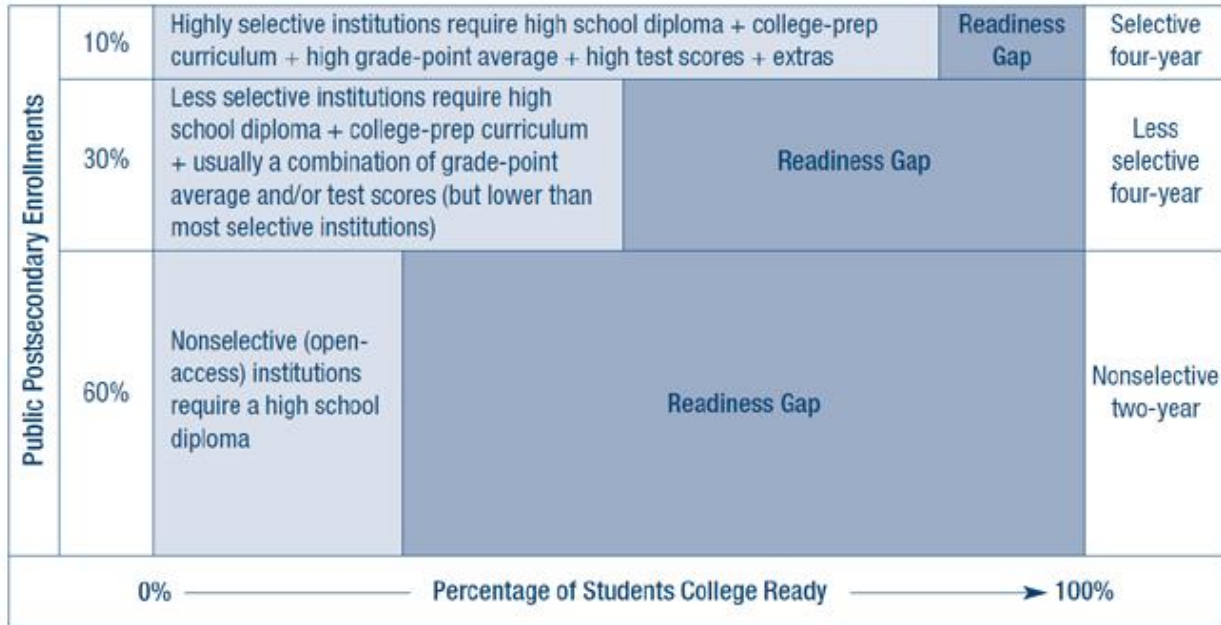 Public Postsecondary Enrollments
10%
Highly selective institutions require high school diploma + college-prep
curriculum + high grade-point average + high test scores + extras
Readiness
Gap
Selective
four-year
30%
Less selective institutions require high
school diploma + college-prep curriculum
+ usually a combination of grade-point
average and/or test scores (but lower than
most selective institutions)
Readiness Gap
Less
selective
four-year
60%
Nonselective (open-
access) institutions
require a high school
diploma
Readiness Gap
Nonselective
two-year
0% Percentage of Students College Ready 100%